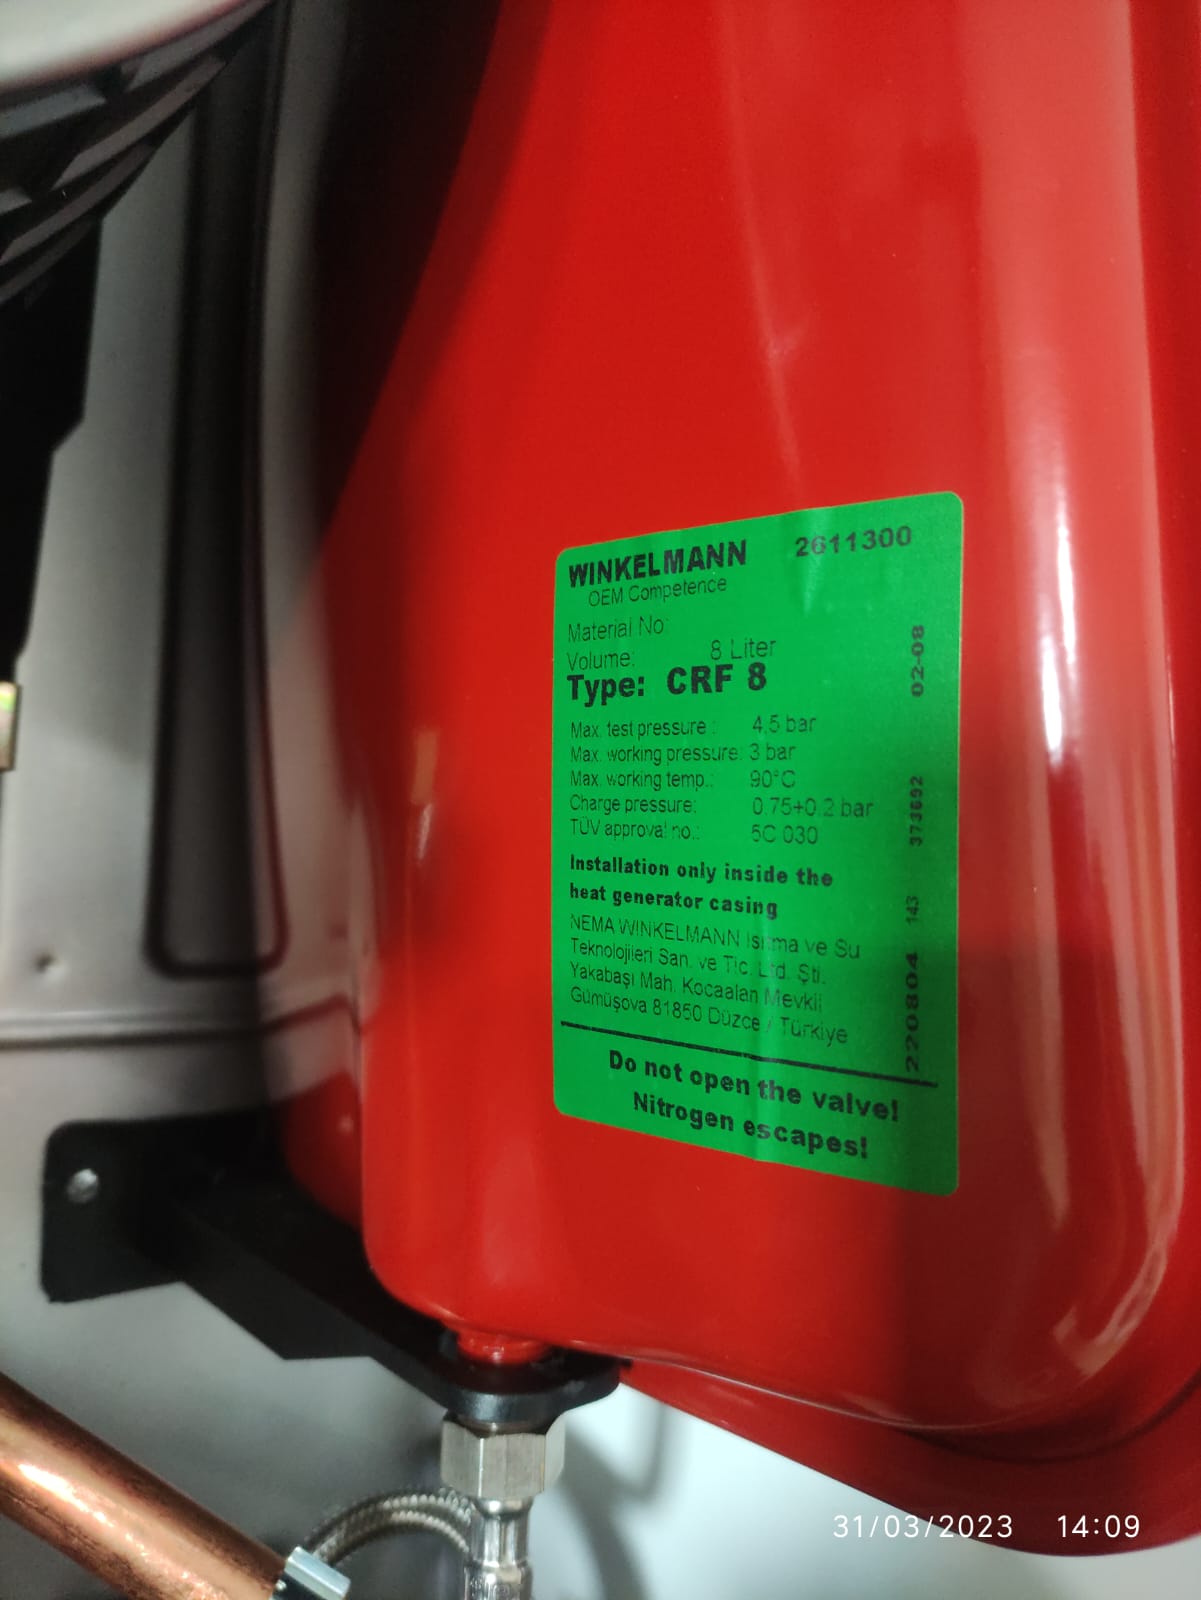 WINKELMANN 2611300
OEM Competence
Material No:
Volume: 8 Liter
Type: CRF 8
Max. test pressure : 4,5 bar
Max. working pressure: 3 bar
Max. working temp.: 90°C
Charge pressure: 0.75+0.2 bar
TÜV approval no.: 5C 030
Installation only inside the
heat generator casing
NEMA WINKELMANN Isıtma ve Su
Teknolojileri San. ve Tic. Ltd. Şti.
Yakabaşı Mah. Kocaalan Mevkii
Gümüşova 81850 Düzce / Türkiye
Do not open the valve!
Nitrogen escapes!
220804 143 373692 02-08
31/03/2023 14:09